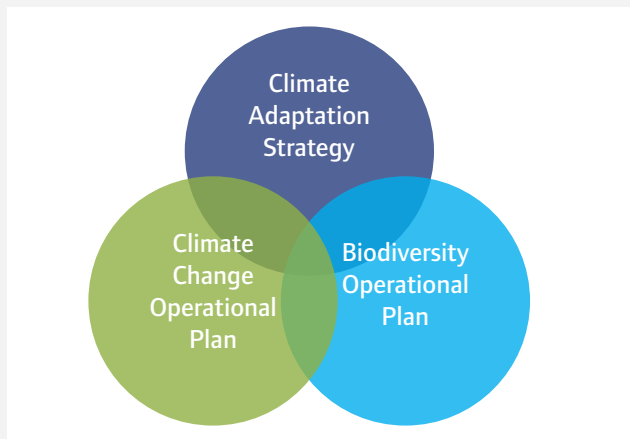 Climate
Adaptation
Strategy
Climate
Change
Operational
Plan
Biodiversity
Operational
Plan